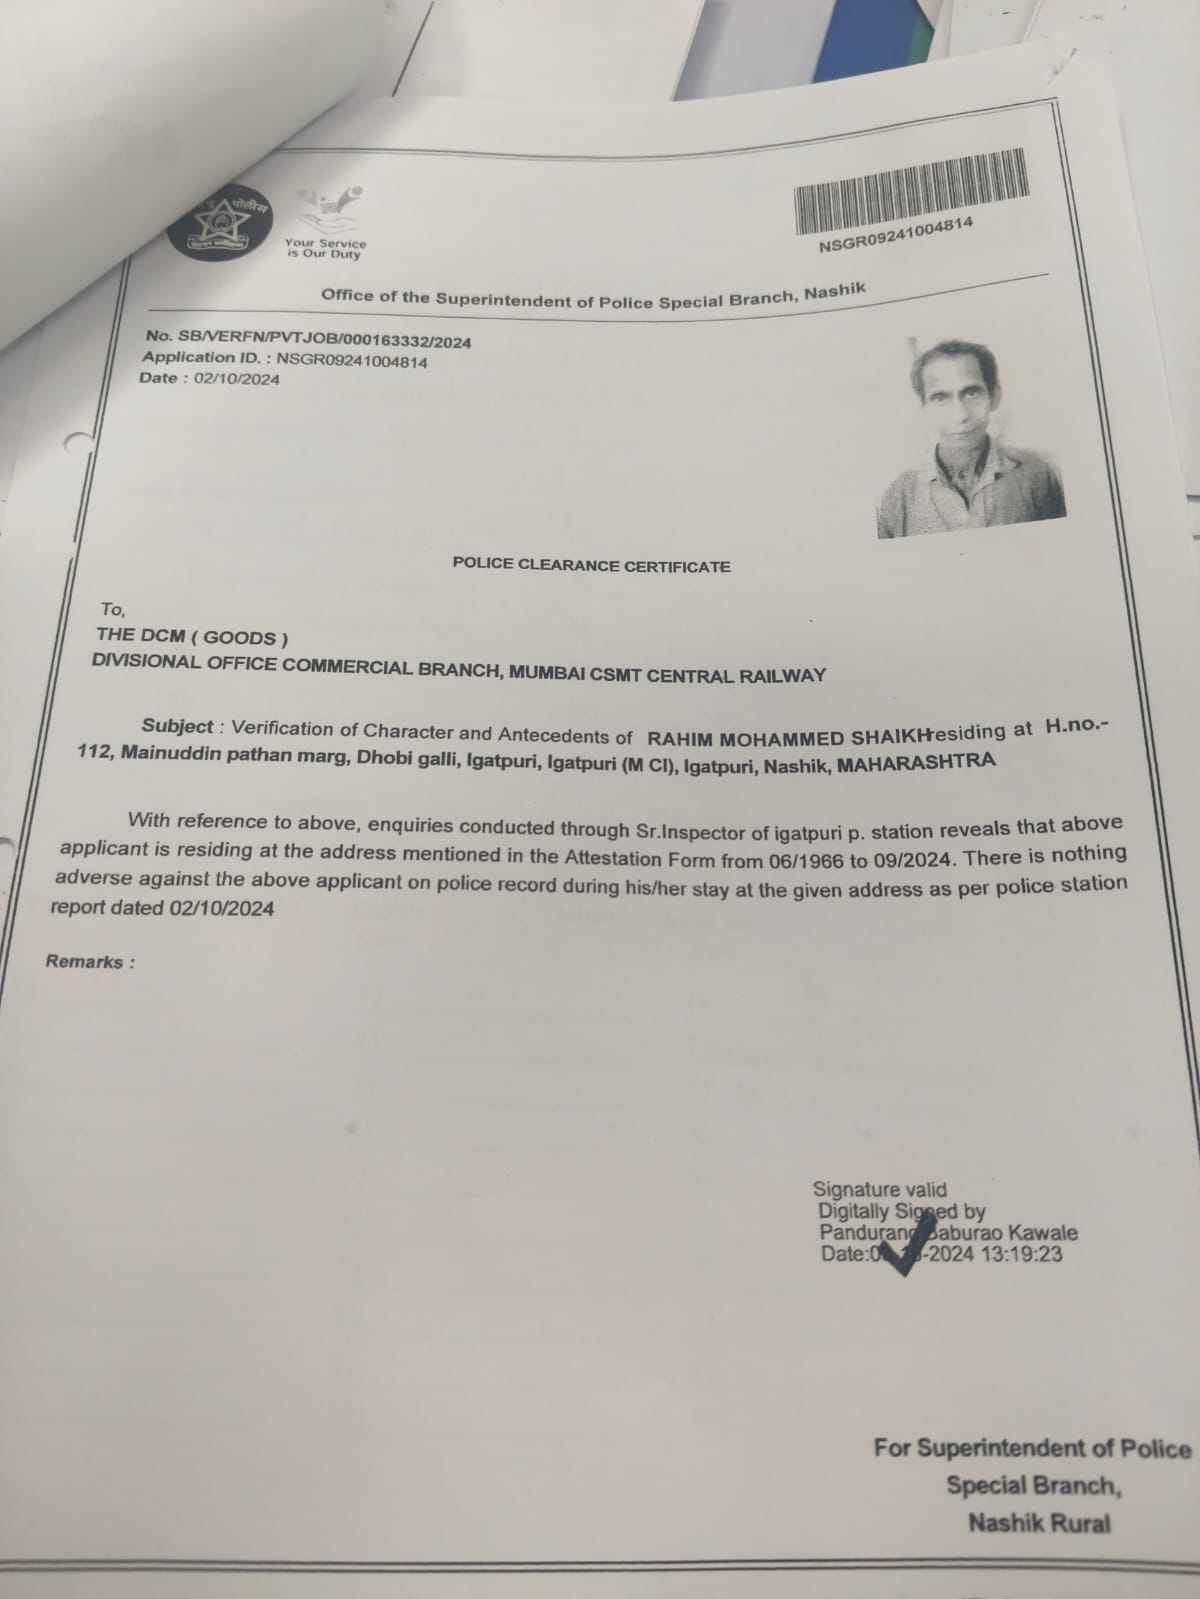 पोलीस
Your Service
is Our Duty
NSGR09241004814
Office of the Superintendent of Police Special Branch, Nashik
No. SB/VERFN/PVTJOB/000163332/2024
Application ID. : NSGR09241004814
Date : 02/10/2024
POLICE CLEARANCE CERTIFICATE
To,
THE DCM ( GOODS )
DIVISIONAL OFFICE COMMERCIAL BRANCH, MUMBAI CSMT CENTRAL RAILWAY
Subject : Verification of Character and Antecedents of RAHIM MOHAMMED SHAIKH residing at H.no.-
112, Mainuddin pathan marg, Dhobi galli, Igatpuri, Igatpuri (M Cl), Igatpuri, Nashik, MAHARASHTRA
With reference to above, enquiries conducted through Sr.Inspector of igatpuri p. station reveals that above
applicant is residing at the address mentioned in the Attestation Form from 06/1966 to 09/2024. There is nothing
adverse against the above applicant on police record during his/her stay at the given address as per police station
report dated 02/10/2024
Remarks :
Signature valid
Digitally Signed by
Pandurang Baburao Kawale
-2024 13:19:23
For Superintendent of Police
Special Branch,
Nashik Rural